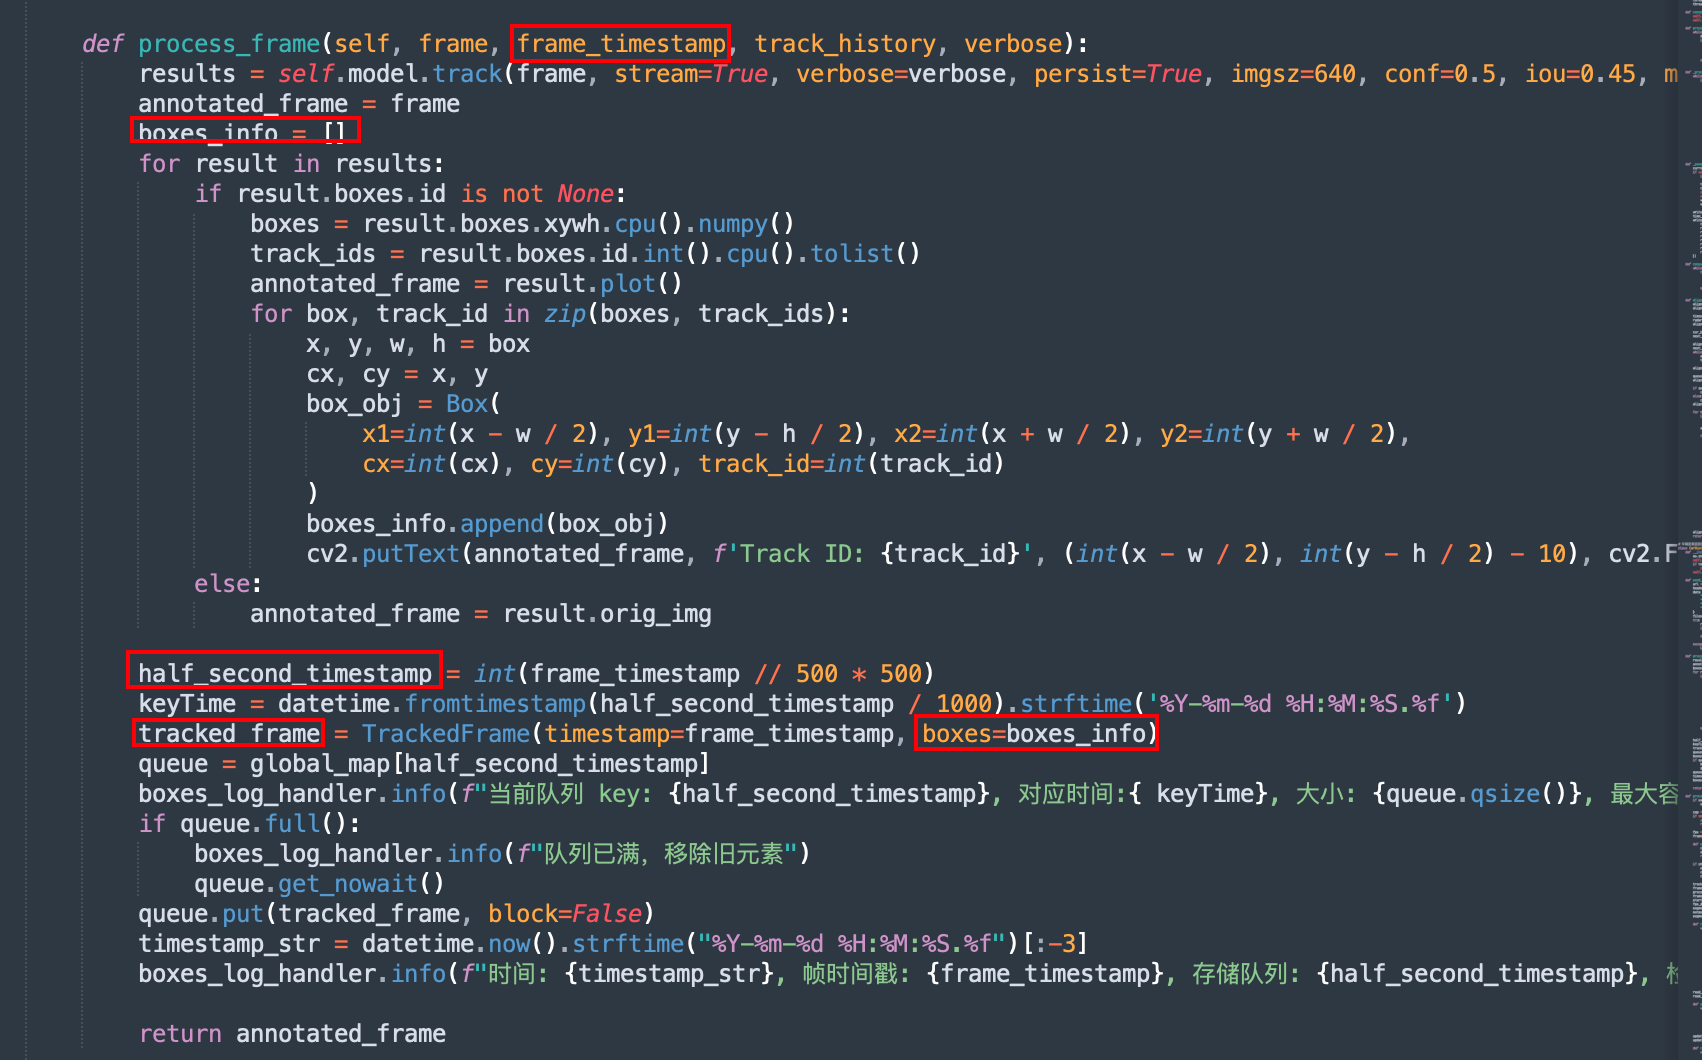 def process_frame(self, frame, frame_timestamp, track_history, verbose):
results = self.model.track(frame, stream=True, verbose=verbose, persist=True, imgsz=640, conf=0.5, iou=0.45, m
annotated_frame = frame
boxes_info = []
for result in results:
if result.boxes.id is not None:
boxes = result.boxes.xywh.cpu().numpy()
track_ids = result.boxes.id.int().cpu().tolist()
annotated_frame = result.plot()
for box, track_id in zip(boxes, track_ids):
x, y, w, h = box
cx, cy = x, y
box_obj = Box(
x1=int(x - w / 2), y1=int(y - h / 2), x2=int(x + w / 2), y2=int(y + w / 2),
cx=int(cx), cy=int(cy), track_id=int(track_id)
)
boxes_info.append(box_obj)
cv2.putText(annotated_frame, f'Track ID: {track_id}', (int(x - w / 2), int(y - h / 2) - 10), cv2.F
else:
annotated_frame = result.orig_img
half_second_timestamp = int(frame_timestamp // 500 * 500)
keyTime = datetime.fromtimestamp(half_second_timestamp / 1000).strftime('%Y-%m-%d %H:%M:%S.%f')
tracked_frame = TrackedFrame(timestamp=frame_timestamp, boxes=boxes_info)
queue = global_map[half_second_timestamp]
boxes_log_handler.info(f"当前队列 key: {half_second_timestamp}, 对应时间:{ keyTime}, 大小: {queue.qsize()}, 最大容
if queue.full():
boxes_log_handler.info(f"队列已满，移除旧元素")
queue.get_nowait()
queue.put(tracked_frame, block=False)
timestamp_str = datetime.now().strftime("%Y-%m-%d %H:%M:%S.%f")[:-3]
boxes_log_handler.info(f"时间: {timestamp_str}, 帧时间戳: {frame_timestamp}, 存储队列: {half_second_timestamp},
return annotated_frame